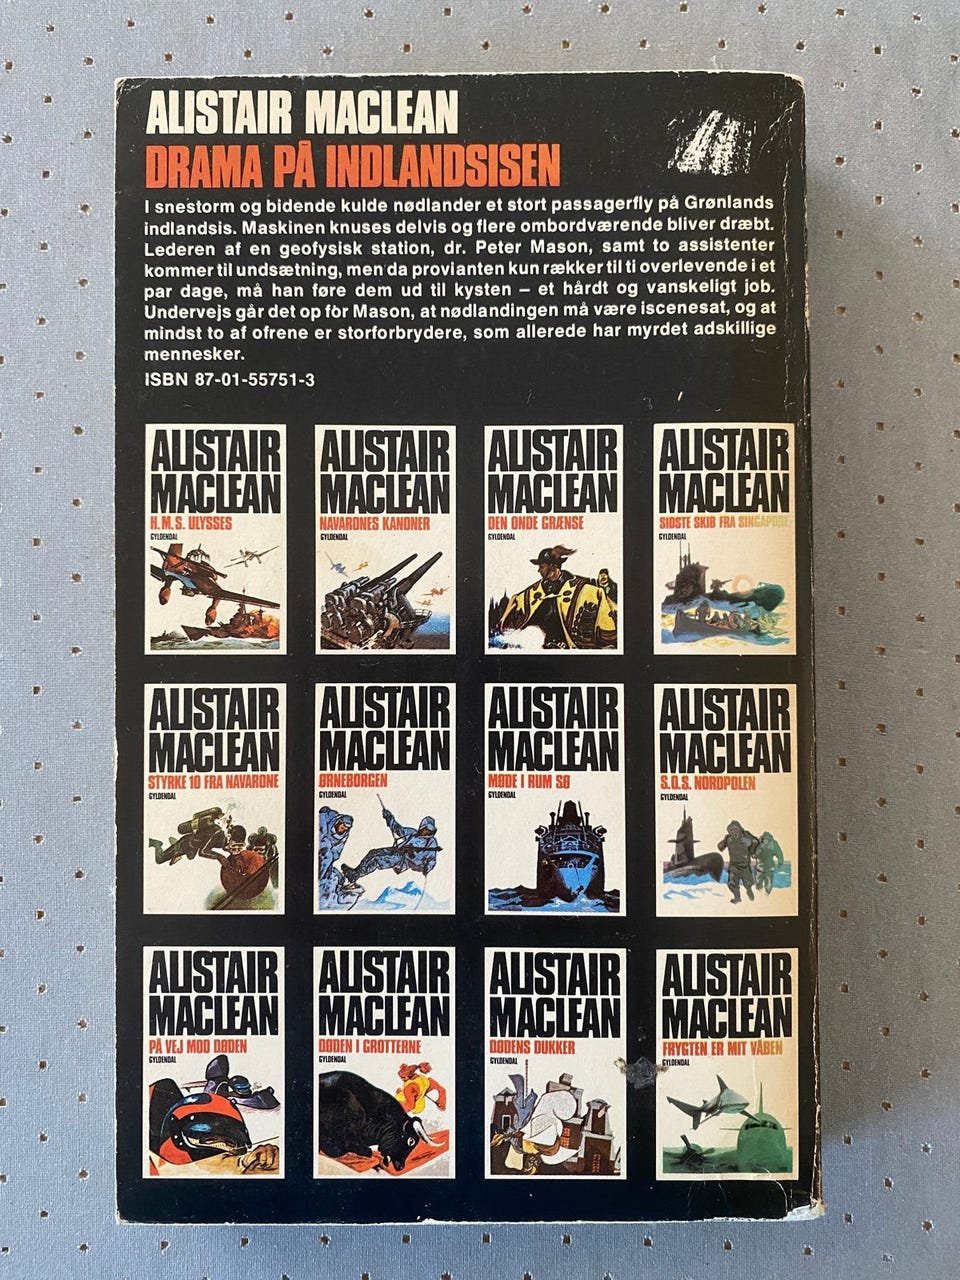 ALISTAIR MACLEAN
DRAMA PÅ INDLANDSISEN
I snestorm og bidende kulde nødlander et stort passagerfly på Grønlands
indlandsis. Maskinen knuses delvis og flere ombordværende bliver dræbt.
Lederen af en geofysisk station, dr. Peter Mason, samt to assistenter
kommer til undsætning, men da provianten kun rækker til ti overlevende i et
par dage, må han føre dem ud til kysten – et hårdt og vanskeligt job.
Undervejs går det op for Mason, at nødlandingen må være iscenesat, og at
mindst to af ofrene er storforbrydere, som allerede har myrdet adskillige
mennesker.
ISBN 87-01-55751-3
ALISTAIR
MACLEAN
H.M.S. ULYSSES
GYLDENDAL
ALISTAIR
MACLEAN
NAVARONES KANONER
GYLDENDAL
ALISTAIR
MACLEAN
DEN ONDE GRÆNSE
GYLDENDAL
ALISTAIR
MACLEAN
SIDSTE SKIB FRA SINGAPORE
GYLDENDAL
ALISTAIR
MACLEAN
STYRKE 10 FRA NAVARONE
GYLDENDAL
ALISTAIR
MACLEAN
ØRNEBORGEN
GYLDENDAL
ALISTAIR
MACLEAN
MØDE I RUM SØ
GYLDENDAL
ALISTAIR
MACLEAN
S.O.S. NORDPOLEN
GYLDENDAL
ALISTAIR
MACLEAN
PÅ VEJ MOD DØDEN
GYLDENDAL
ALISTAIR
MACLEAN
DØDEN I GROTTERNE
GYLDENDAL
ALISTAIR
MACLEAN
DØDENS DUKKER
GYLDENDAL
ALISTAIR
MACLEAN
FRYGTEN ER MIT VÅBEN
GYLDENDAL